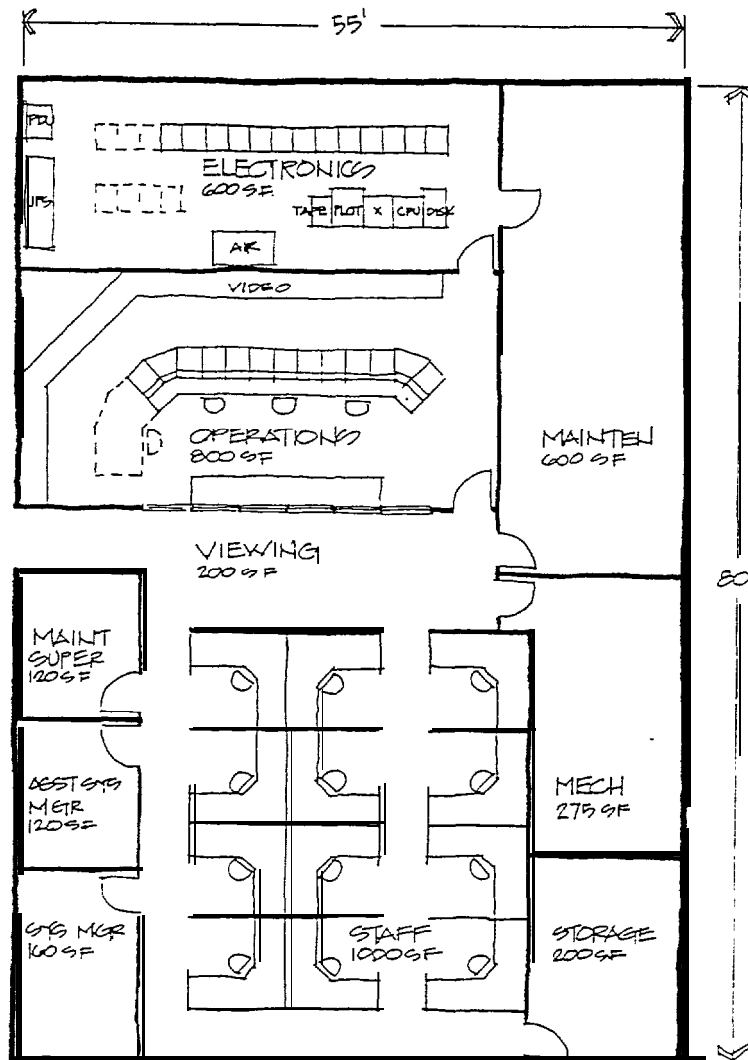 55'
PDU
ELECTRONICS
600 SF.
UPS
TAPE PLOT X CPU DISK
AIR
VIDEO
OPERATIONS
800 SF
MAINTEN
600 SF
VIEWING
200 SF
80
MAINT
SUPER
120 SF
ASST SYS
MGR
120 SF
MECH
275 SF
SYS MGR
160 SF
STAFF
1000 SF
STORAGE
200 SF